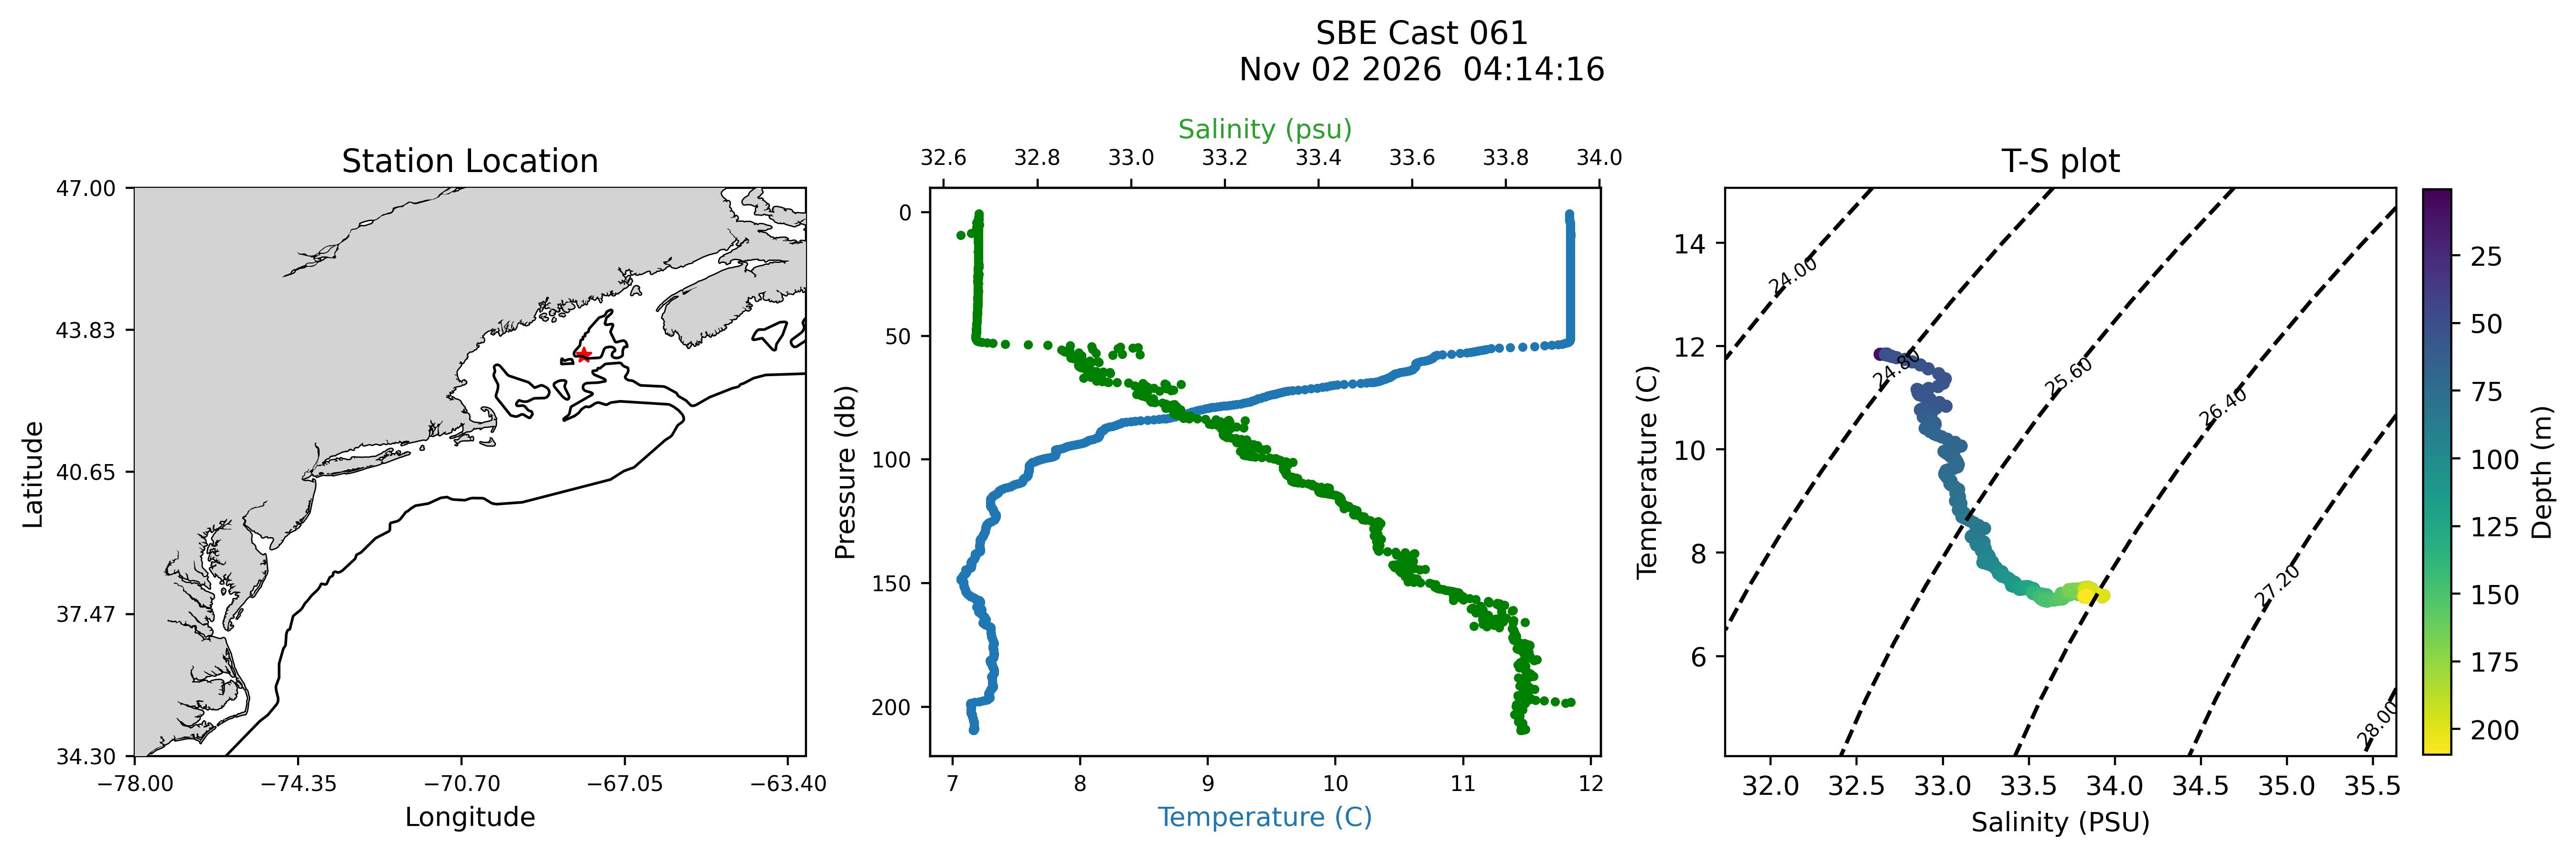 SBE Cast 061
Nov 02 2026  04:14:16
Station Location
47.00
43.83
40.65
37.47
34.30
Latitude
−78.00 −74.35 −70.70 −67.05 −63.40
Longitude
Salinity (psu)
32.6 32.8 33.0 33.2 33.4 33.6 33.8 34.0
0
50
100
150
200
Pressure (db)
7 8 9 10 11 12
Temperature (C)
T-S plot
14
12
10
8
6
Temperature (C)
24.00
24.80
25.60
26.40
27.20
28.00
32.0 32.5 33.0 33.5 34.0 34.5 35.0 35.5
Salinity (PSU)
25
50
75
100
125
150
175
200
Depth (m)